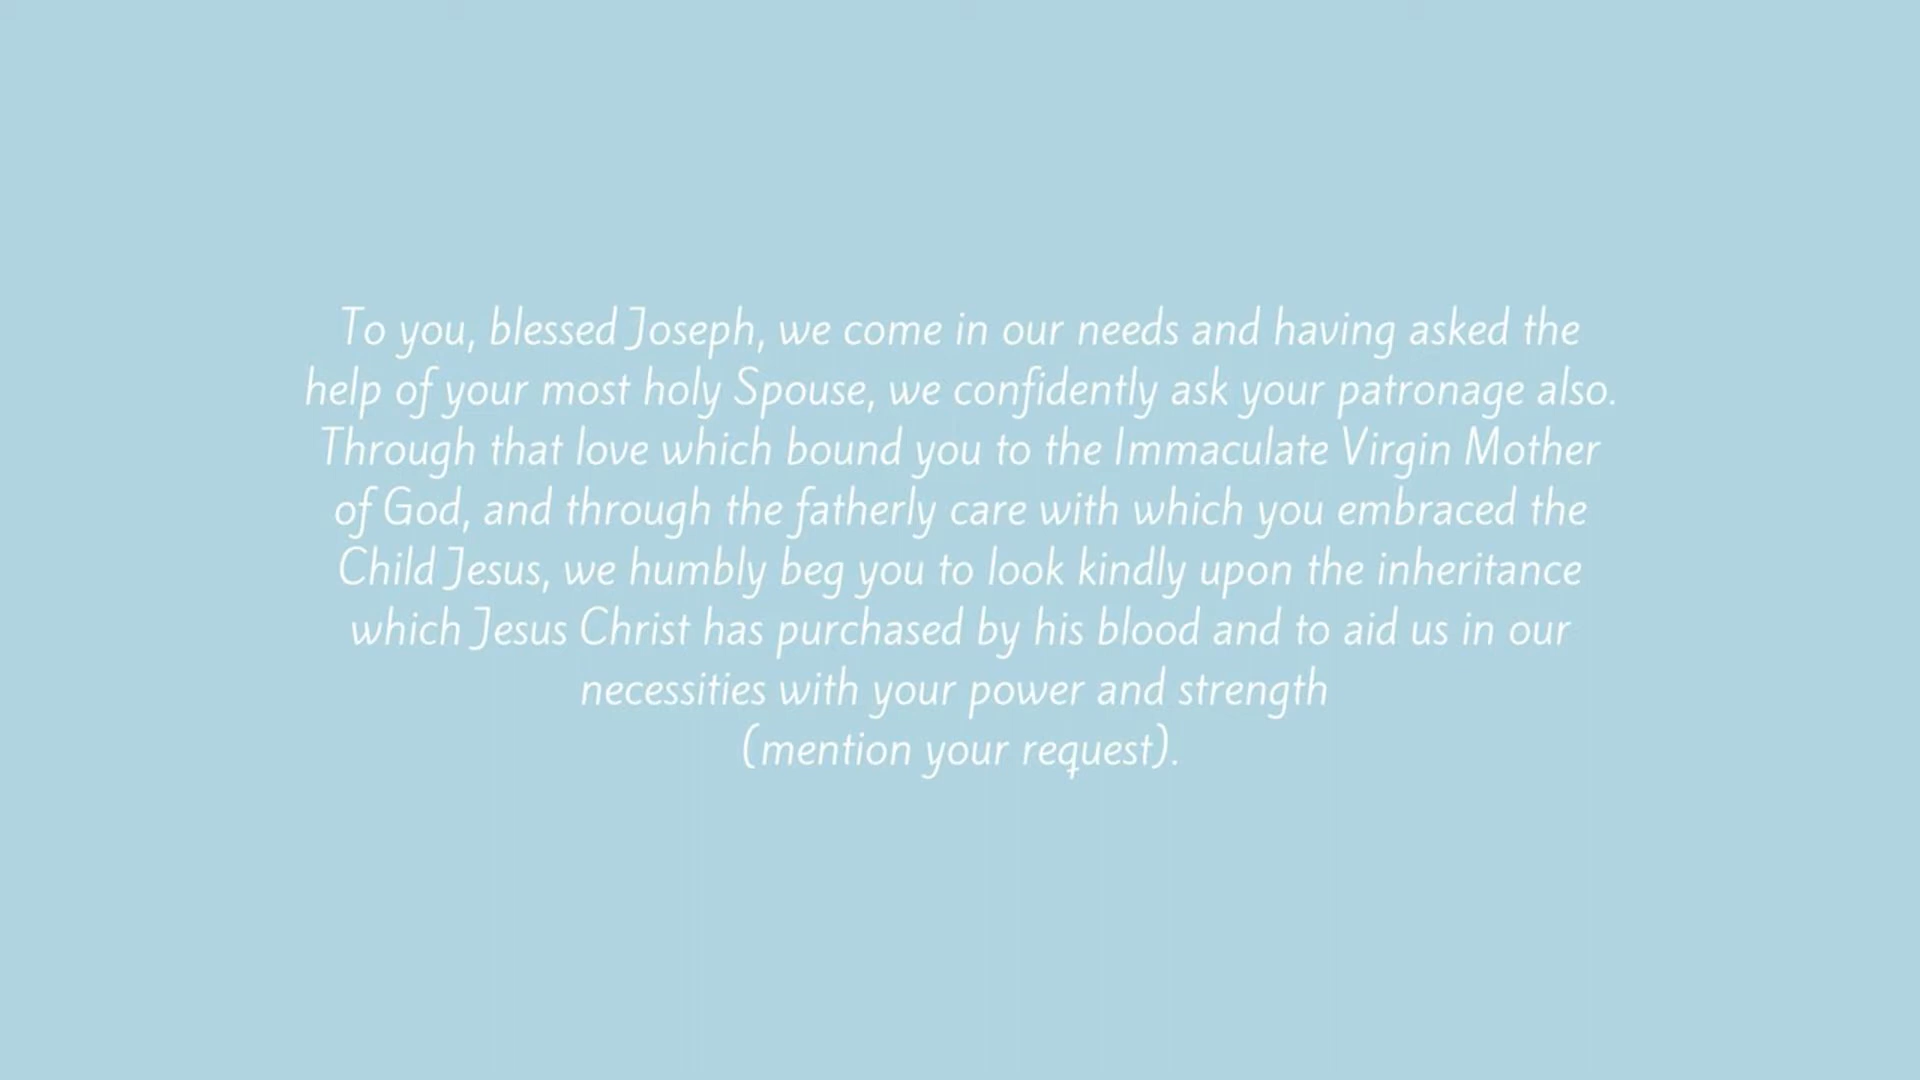 To you, blessed Joseph, we come in our needs and having asked the
help of your most holy Spouse, we confidently ask your patronage also.
Through that love which bound you to the Immaculate Virgin Mother
of God, and through the fatherly care with which you embraced the
Child Jesus, we humbly beg you to look kindly upon the inheritance
which Jesus Christ has purchased by his blood and to aid us in our
necessities with your power and strength
(mention your request).